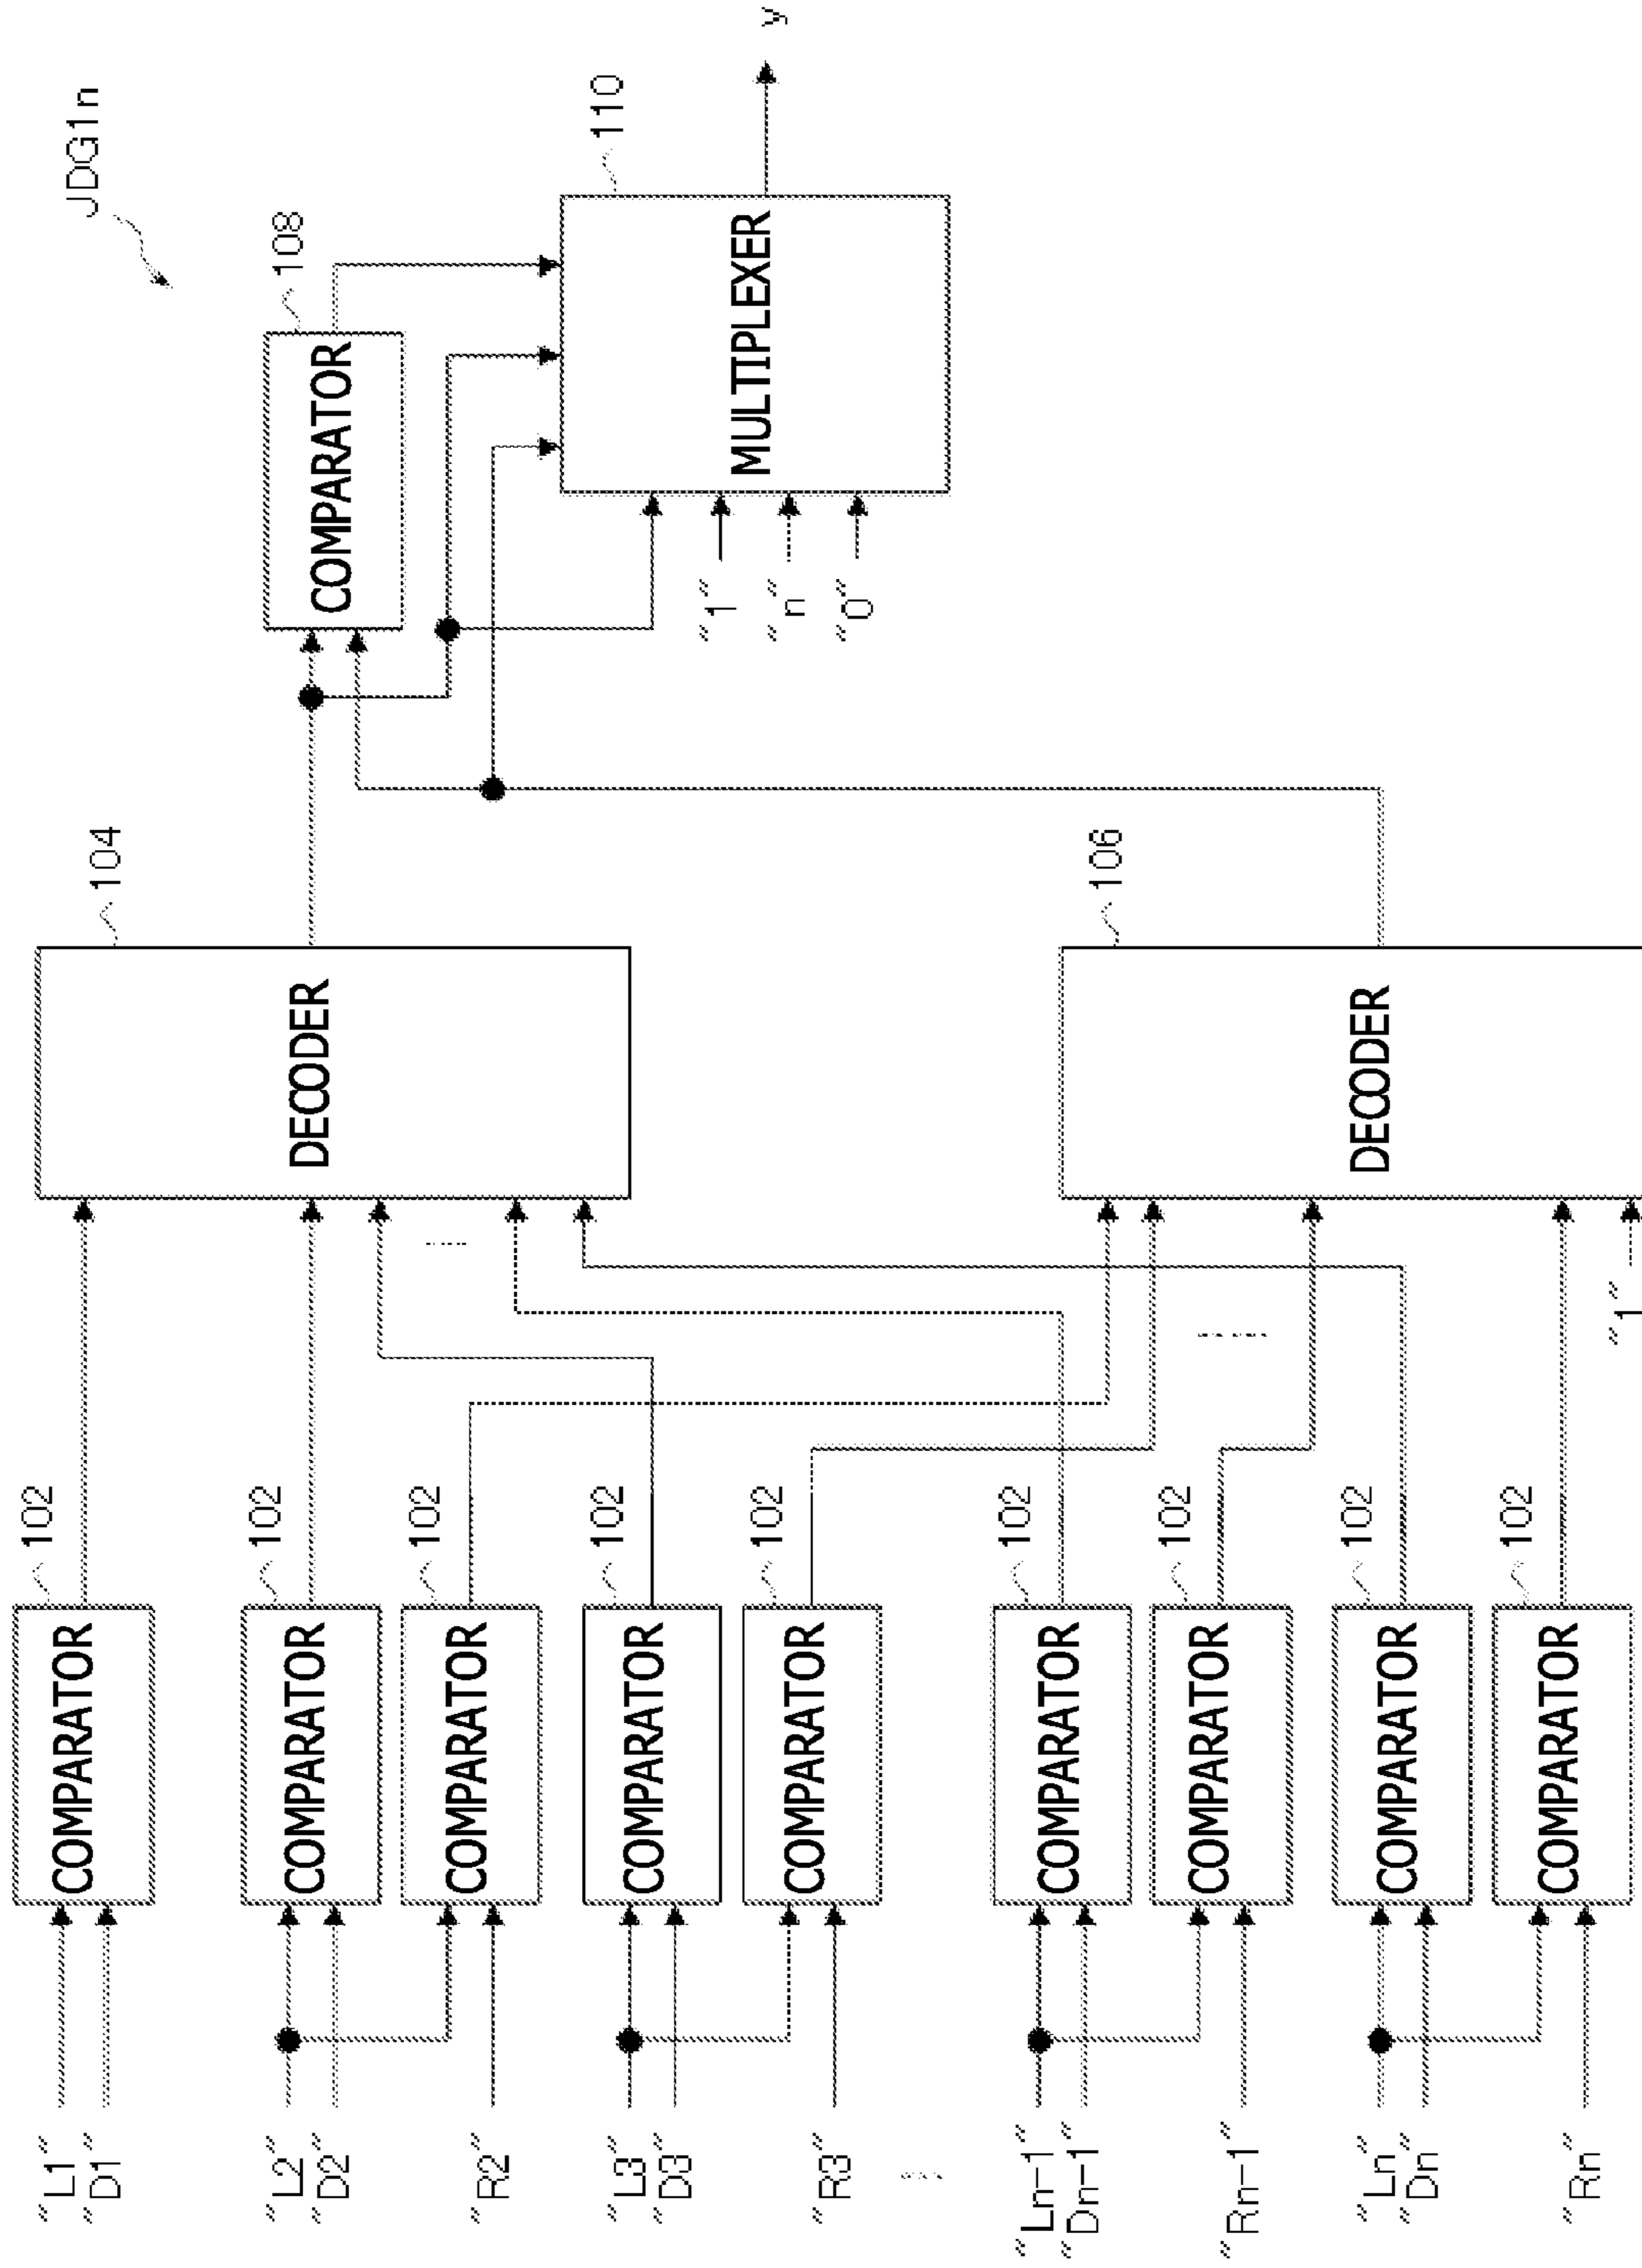 JDG1n
"L1"
"D1"
102
COMPARATOR
"L2"
"D2"
102
COMPARATOR
"R2"
102
COMPARATOR
"L3"
"D3"
102
COMPARATOR
"R3"
102
COMPARATOR
"Ln-1"
"Dn-1"
102
COMPARATOR
"Rn-1"
102
COMPARATOR
"Ln"
"Dn"
102
COMPARATOR
"Rn"
102
COMPARATOR
104
DECODER
106
DECODER
"1"
108
COMPARATOR
110
MULTIPLEXER
"1"
"n"
"0"
y